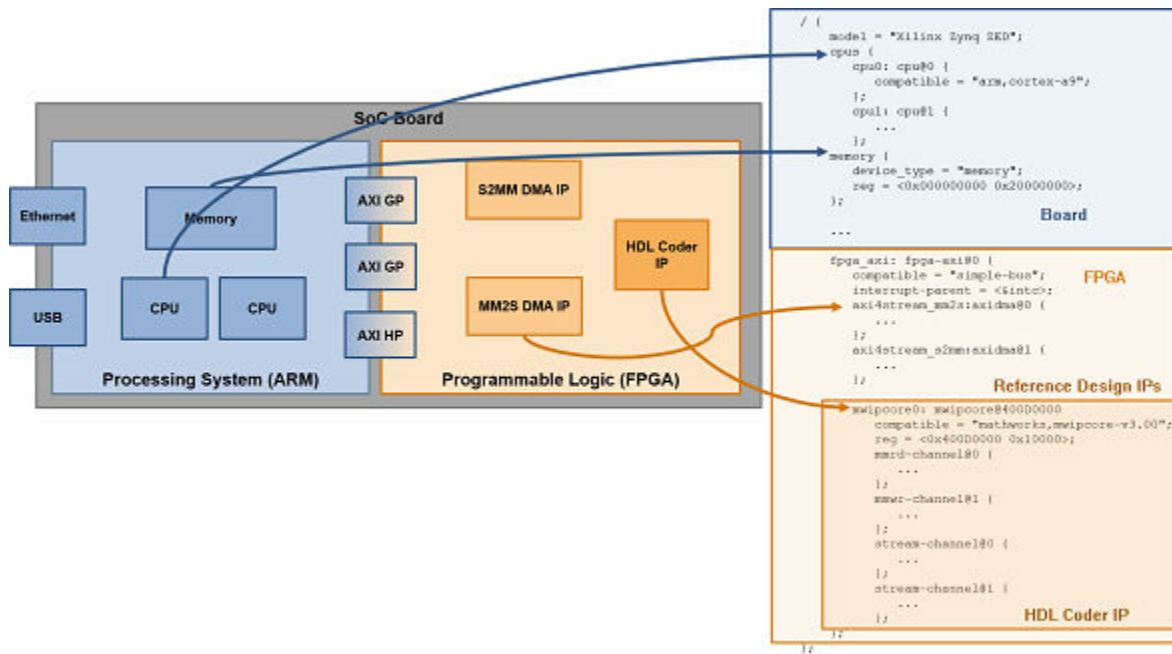 SoC Board
Ethernet
USB
Memory
CPU
CPU
Processing System (ARM)
AXI GP
AXI GP
AXI HP
S2MM DMA IP
HDL Coder
IP
MM2S DMA IP
Programmable Logic (FPGA)
/ {
model = "Xilinx Zynq ZED";
cpus {
cpu0: cpu@0 {
compatible = "arm,cortex-a9";
};
cpu1: cpu@1 {
...
};
memory {
device_type = "memory";
reg = <0x000000000 0x20000000>;
};
Board
...
fpga_axi: fpga-axi@0 {
FPGA
compatible = "simple-bus";
interrupt-parent = <&intc>;
axi4stream_mm2s:axidma@0 {
...
};
axi4stream_s2mm:axidma@1 {
...
};
Reference Design IPs
mwipcore0: mwipcore@400D0000
compatible = "mathworks,mwipcore-v3.00";
reg = <0x400D0000 0x10000>;
mmrd-channel@0 {
...
};
mmwr-channel@1 {
...
};
stream-channel@0 {
...
};
stream-channel@1 {
...
};
HDL Coder IP
};
};